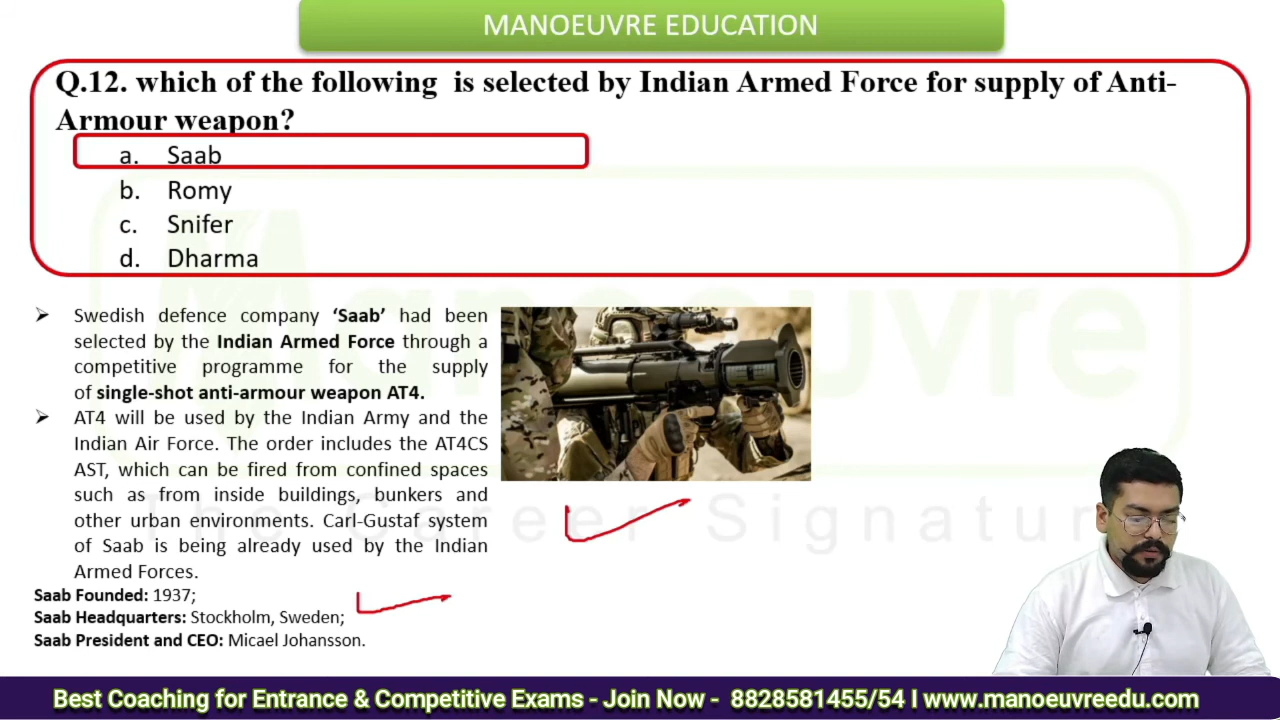 MANOEUVRE EDUCATION
Q.12. which of the following is selected by Indian Armed Force for supply of Anti-
Armour weapon?
a. Saab
b. Romy
c. Snifer
d. Dharma
➢ Swedish defence company ‘Saab’ had been
selected by the Indian Armed Force through a
competitive programme for the supply
of single-shot anti-armour weapon AT4.
➢ AT4 will be used by the Indian Army and the
Indian Air Force. The order includes the AT4CS
AST, which can be fired from confined spaces
such as from inside buildings, bunkers and
other urban environments. Carl-Gustaf system
of Saab is being already used by the Indian
Armed Forces.
Saab Founded: 1937;
Saab Headquarters: Stockholm, Sweden;
Saab President and CEO: Micael Johansson.
Manoeuvre
The Career Signature
Best Coaching for Entrance & Competitive Exams - Join Now - 8828581455/54 I www.manoeuvreedu.com